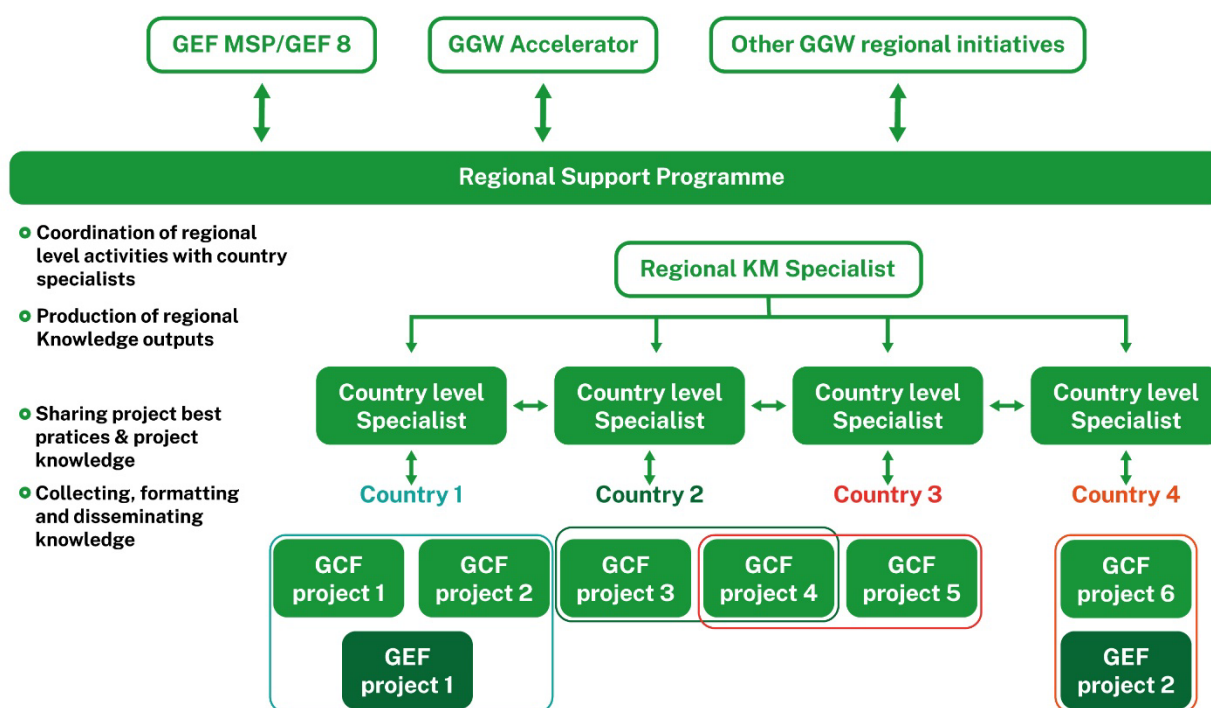 GEF MSP/GEF 8
GGW Accelerator
Other GGW regional initiatives
Regional Support Programme
Coordination of regional
level activities with country
specialists
Production of regional
Knowledge outputs
Sharing project best
pratices & project
knowledge
Collecting, formatting
and disseminating
knowledge
Regional KM Specialist
Country level
Specialist
Country level
Specialist
Country level
Specialist
Country level
Specialist
Country 1
Country 2
Country 3
Country 4
GCF
project 1
GCF
project 2
GCF
project 3
GCF
project 4
GCF
project 5
GCF
project 6
GEF
project 1
GEF
project 2